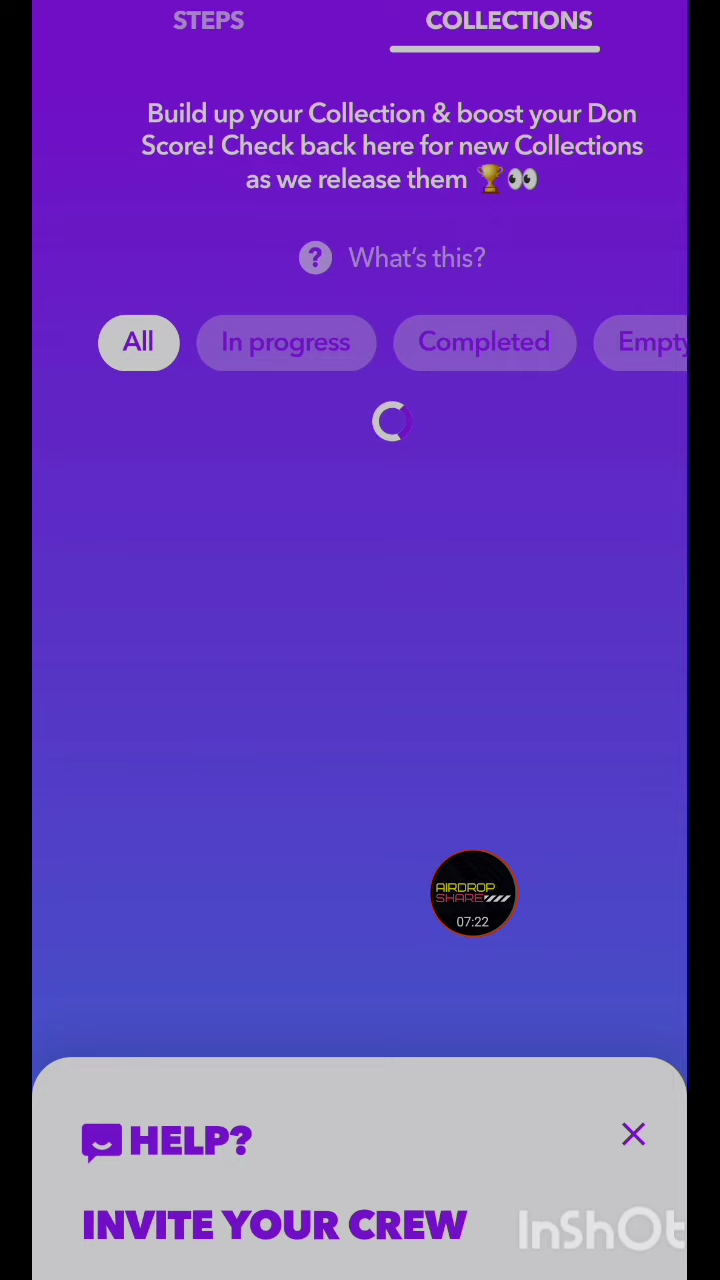 STEPS
COLLECTIONS
Build up your Collection & boost your Don
Score! Check back here for new Collections
as we release them 🏆👀
? What's this?
All
In progress
Completed
Empty
AIRDROP
SHARE
07:22
HELP?
INVITE YOUR CREW
InShOt